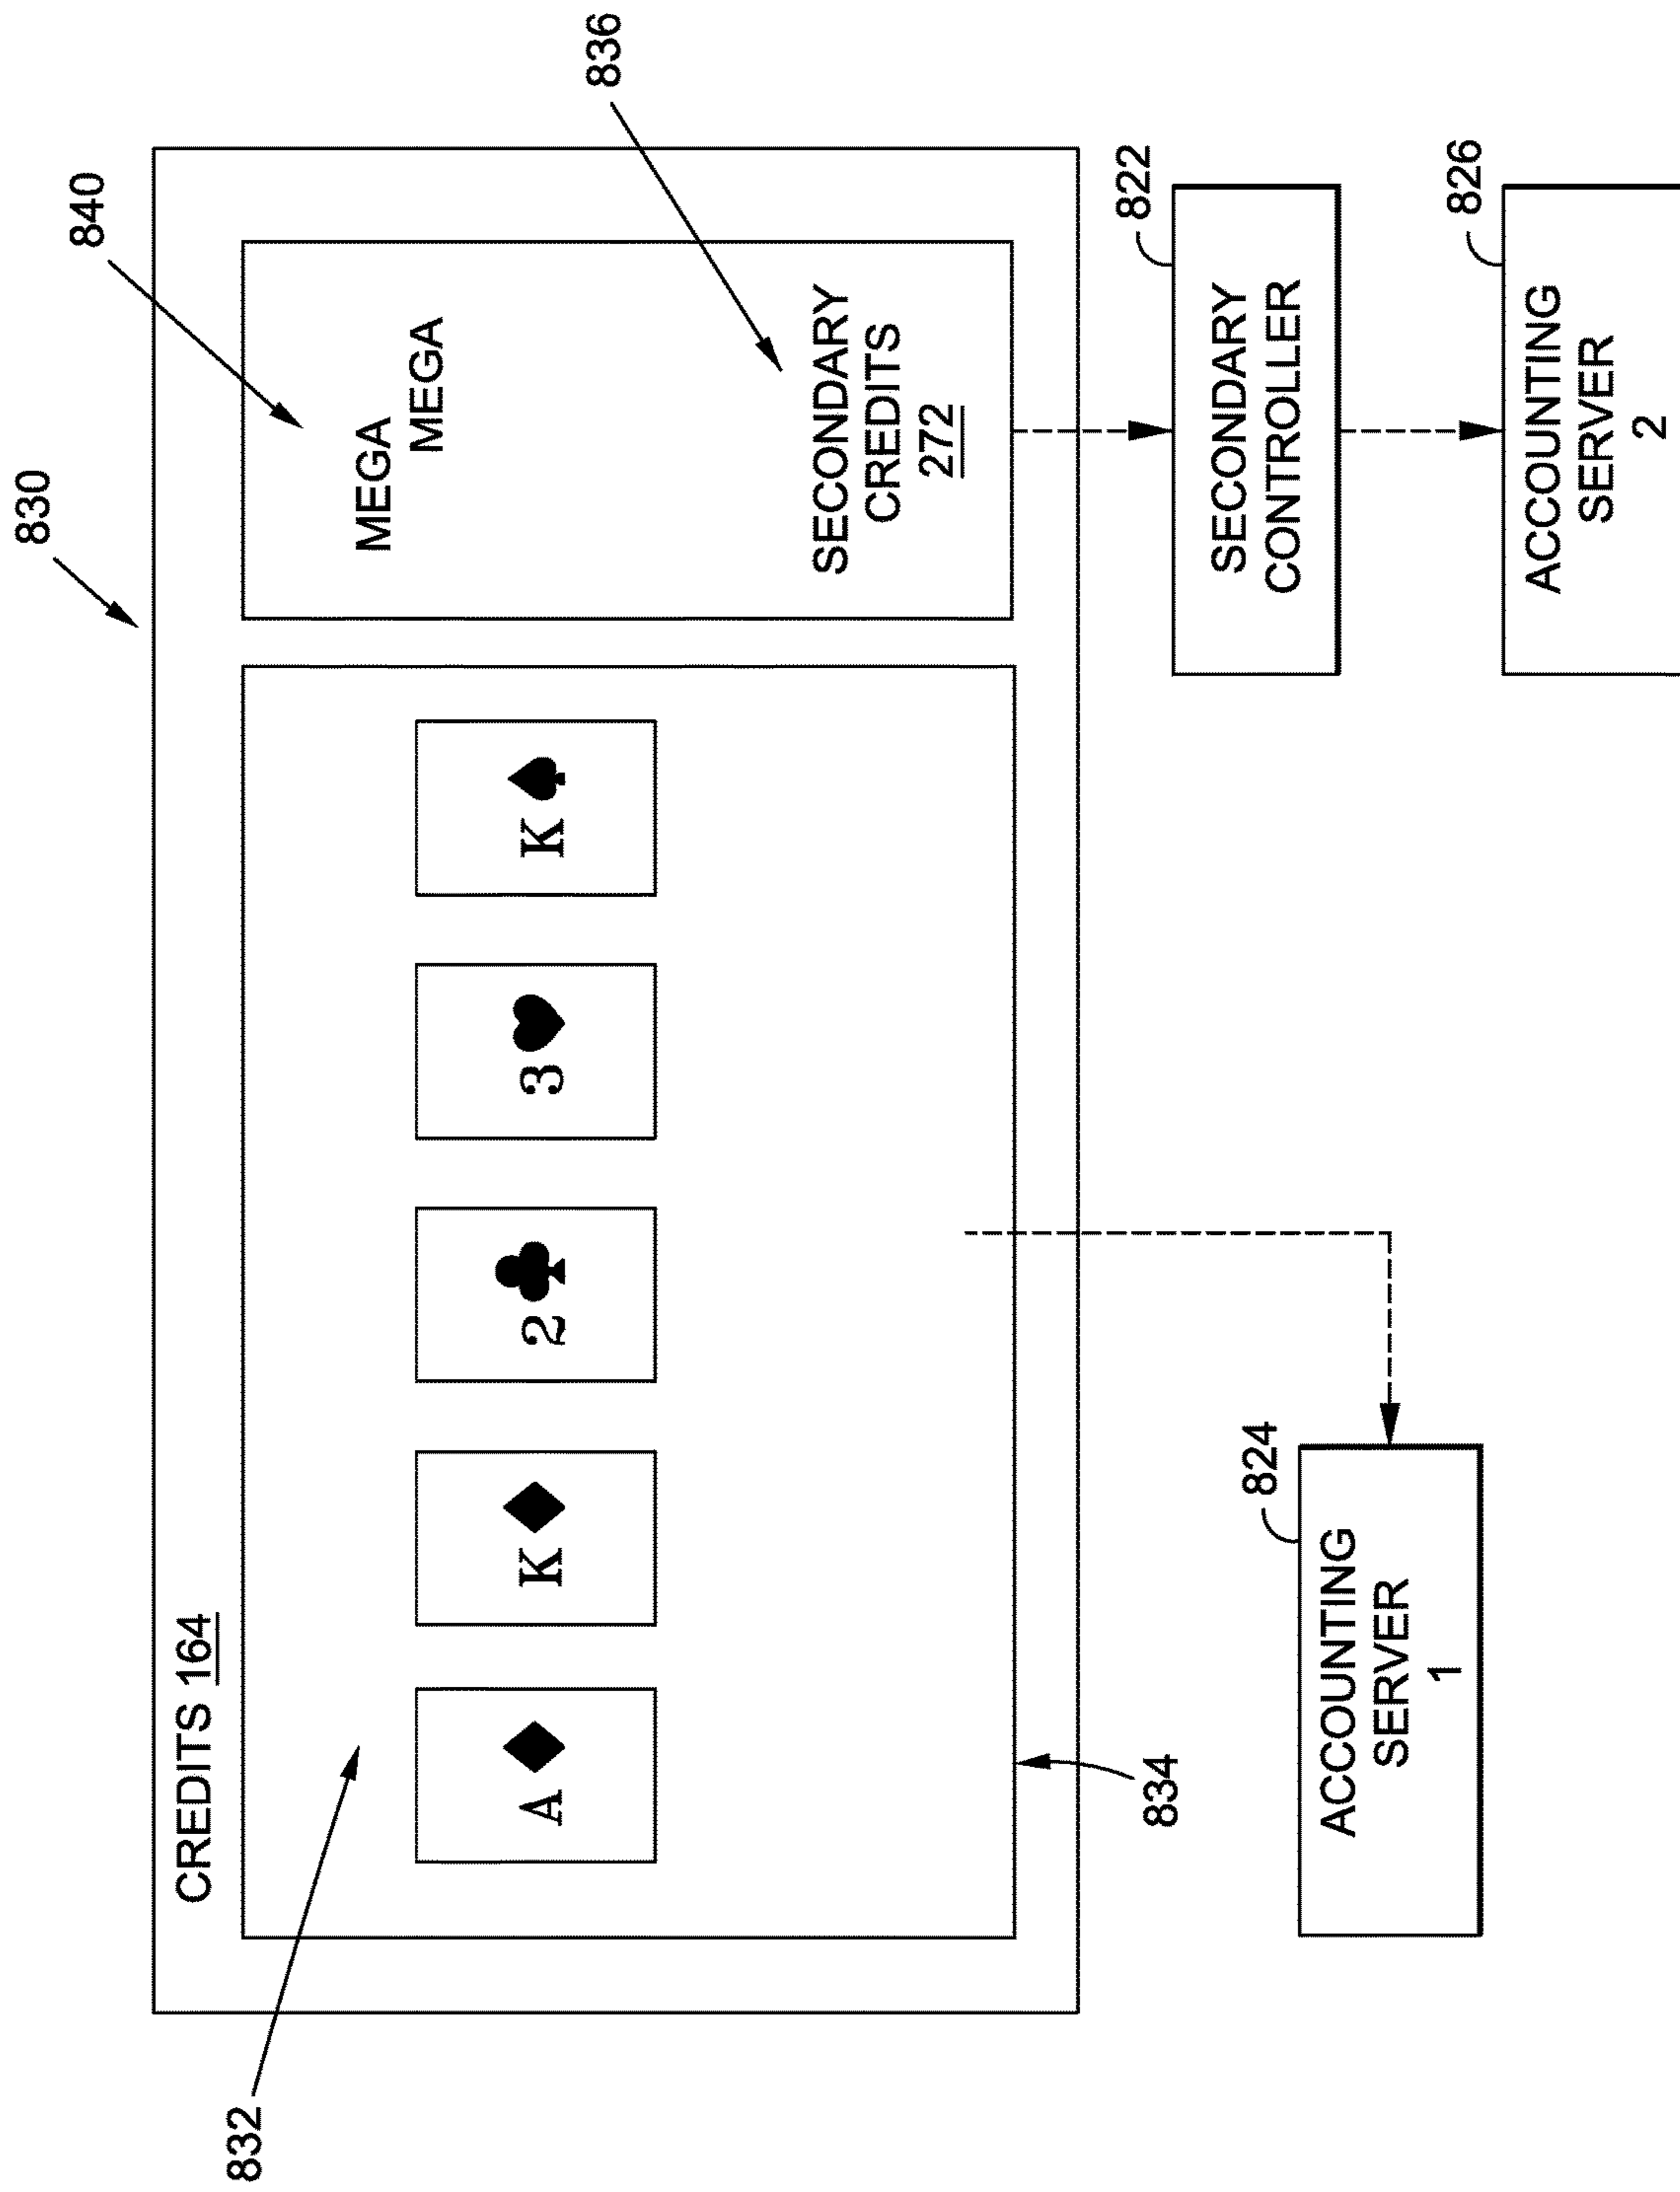 830
840
836
832
CREDITS 164
A♦
K♦
2♣
3♥
K♠
MEGA
MEGA
SECONDARY
CREDITS
272
834
822
SECONDARY
CONTROLLER
824
ACCOUNTING
SERVER
1
826
ACCOUNTING
SERVER
2